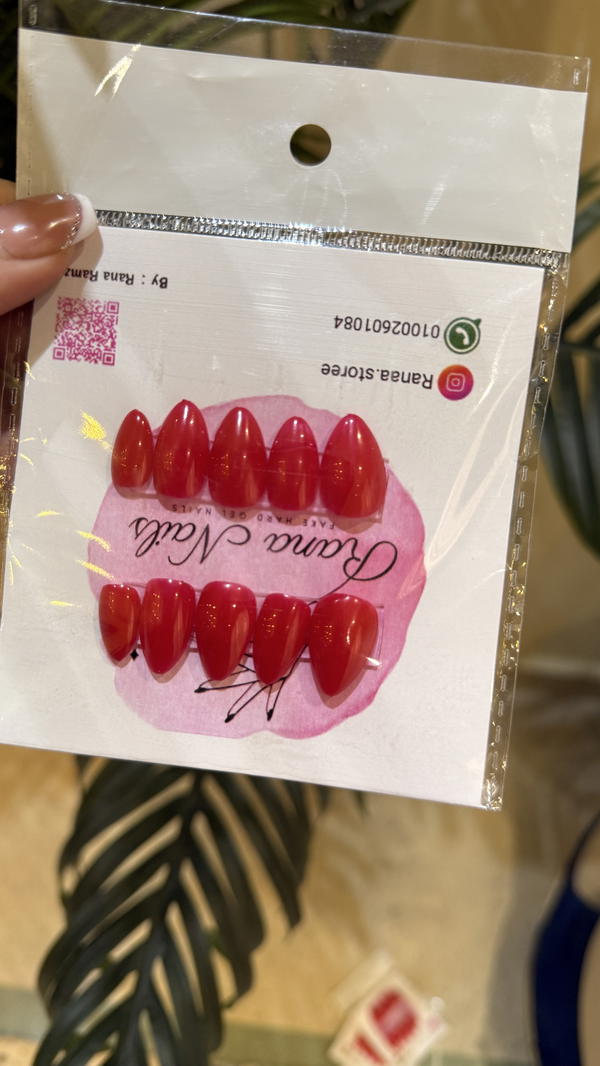 Rana Nails
FAKE HARD GEL NAILS
Ranaa.storee
01002601084
By : Rana